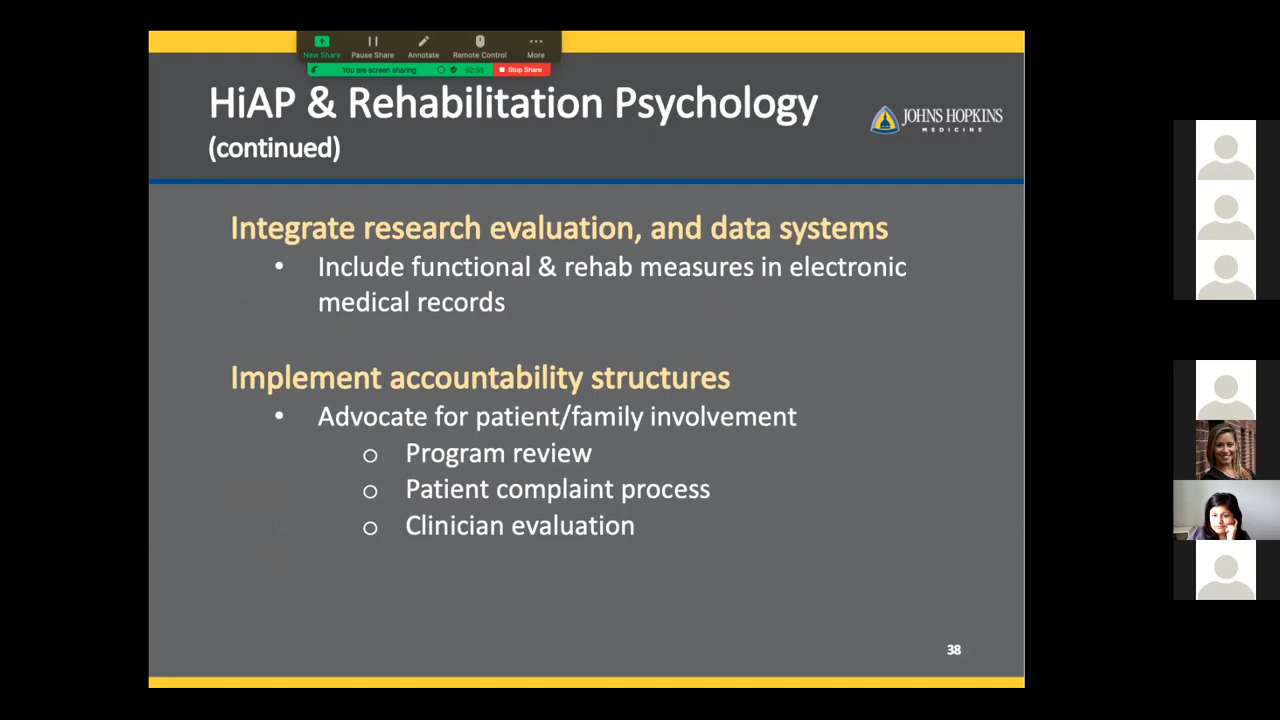 New Share
Pause Share
Annotate
Remote Control
More
You are screen sharing
52:55
Stop Share
HiAP & Rehabilitation Psychology
(continued)
JOHNS HOPKINS
MEDICINE
Integrate research evaluation, and data systems
• Include functional & rehab measures in electronic
medical records
Implement accountability structures
• Advocate for patient/family involvement
o Program review
o Patient complaint process
o Clinician evaluation
38